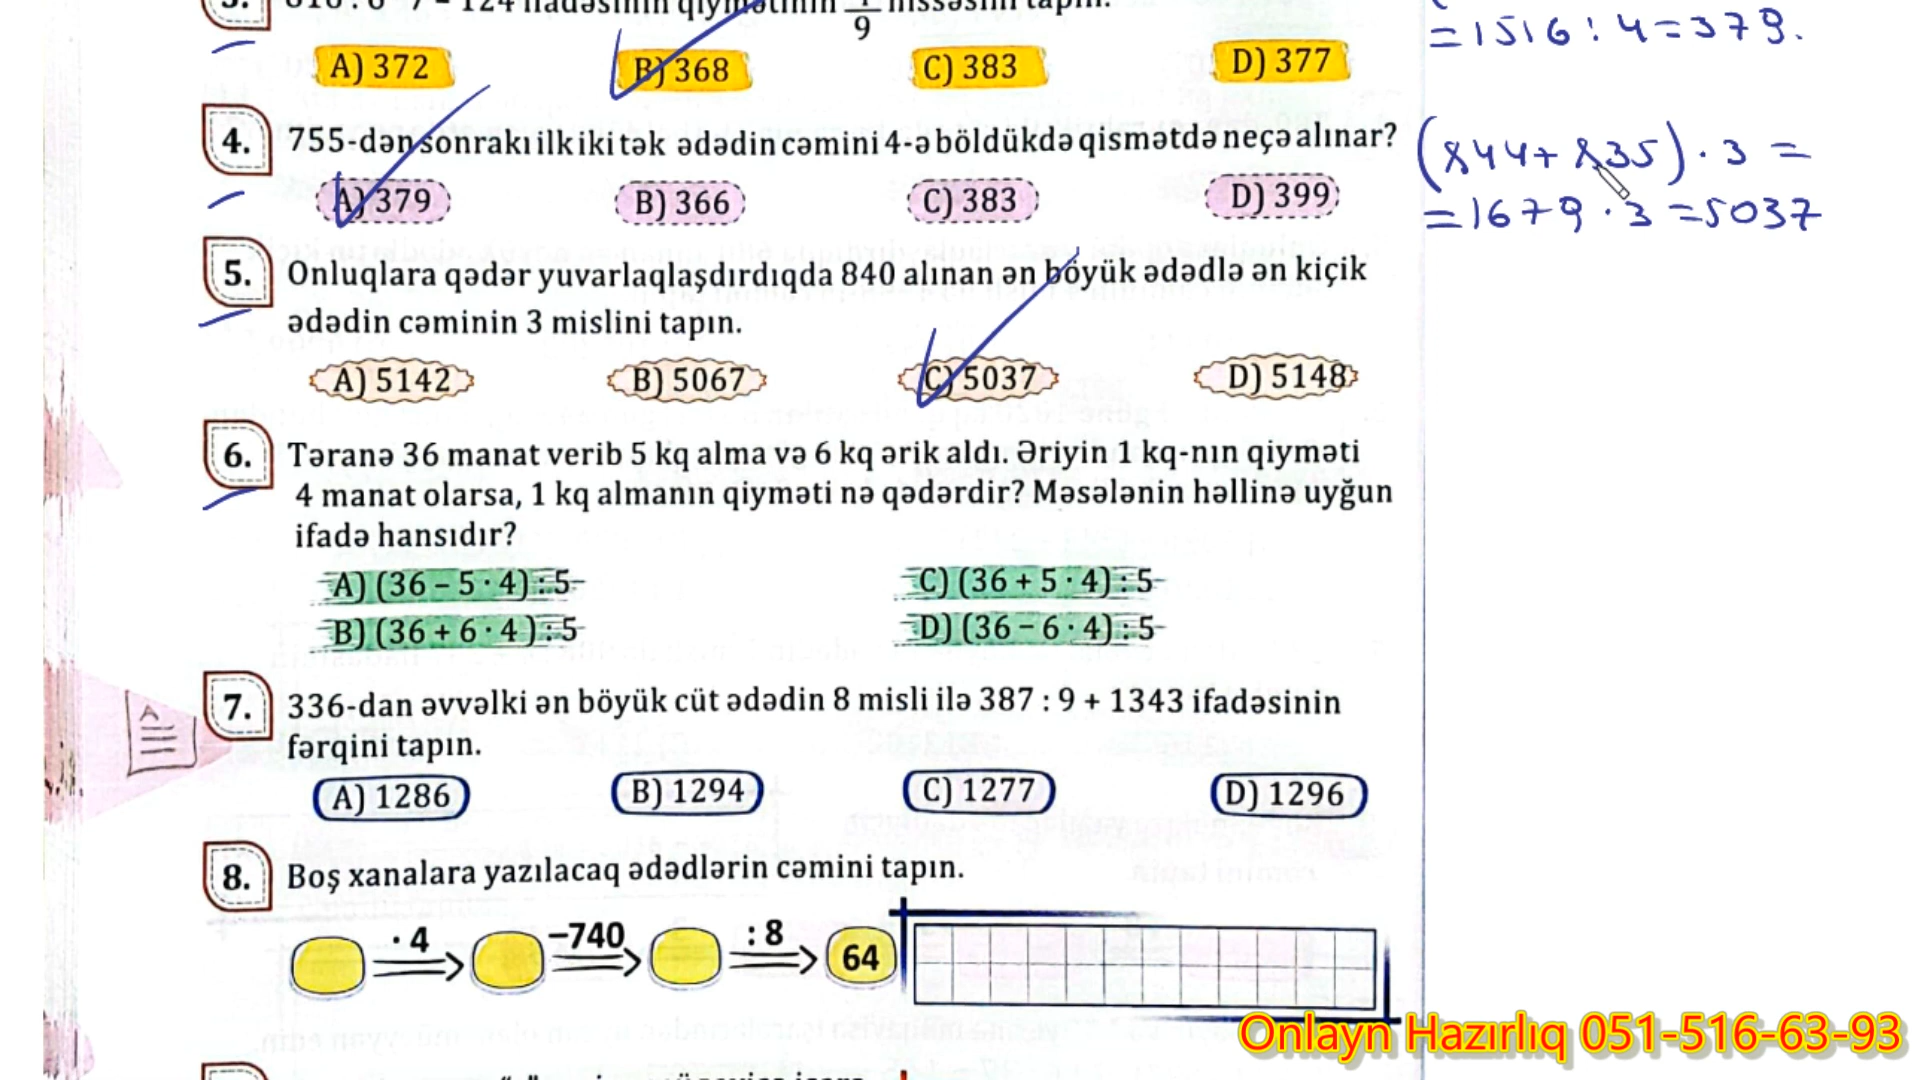 ifadəsinin qiymətinin 9 hissəsini tapın.
A) 372 B) 368 C) 383 D) 377
4. 755-dən sonrakı ilk iki tək ədədin cəmini 4-ə böldükdə qismətdə neçə alınar?
A) 379 B) 366 C) 383 D) 399
5. Onluqlara qədər yuvarlaqlaşdırdıqda 840 alınan ən böyük ədədlə ən kiçik
ədədin cəminin 3 mislini tapın.
A) 5142 B) 5067 C) 5037 D) 5148
6. Təranə 36 manat verib 5 kq alma və 6 kq ərik aldı. Əriyin 1 kq-nın qiyməti
4 manat olarsa, 1 kq almanın qiyməti nə qədərdir? Məsələnin həllinə uyğun
ifadə hansıdır?
A) (36 – 5 · 4) : 5 C) (36 + 5 · 4) : 5
B) (36 + 6 · 4 ) : 5 D) (36 – 6 · 4) : 5
7. 336-dan əvvəlki ən böyük cüt ədədin 8 misli ilə 387 : 9 + 1343 ifadəsinin
fərqini tapın.
A) 1286 B) 1294 C) 1277 D) 1296
8. Boş xanalara yazılacaq ədədlərin cəmini tapın.
· 4 –740 : 8 64
=1516:4=379.
(844+835)·3=
=1679·3=5037
Onlayn Hazırlıq 051-516-63-93